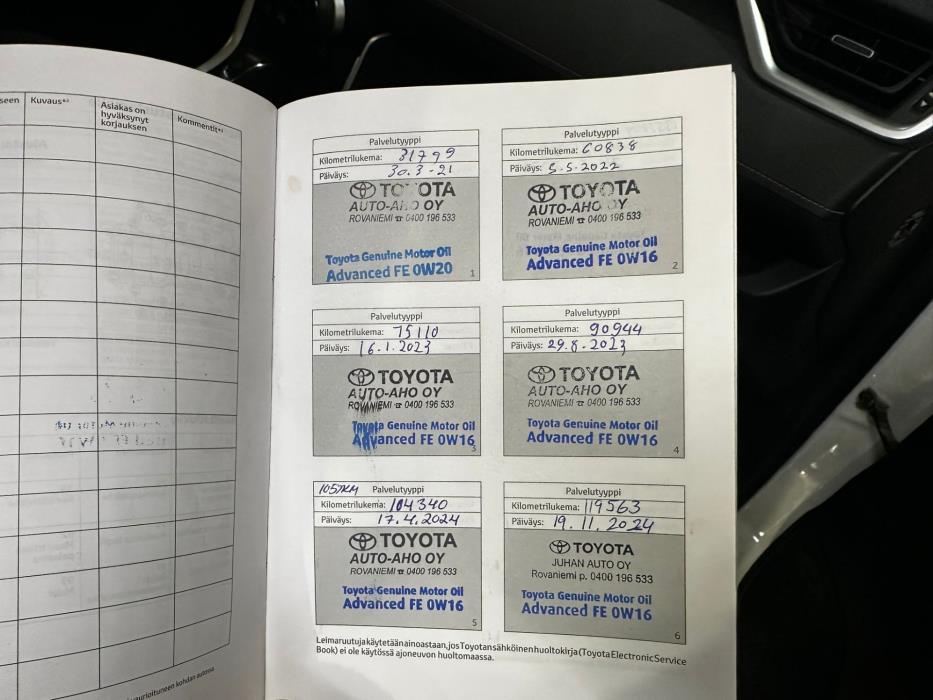 seen
Kuvaus*²
Asiakas on
hyväksynyt
korjauksen
Kommentit*³
Palvelutyyppi
Kilometrilukema: 31799
Päiväys: 30.3-21
TOYOTA
AUTO-AHO OY
ROVANIEMI ☎ 0400 196 533
Toyota Genuine Motor Oil
Advanced FE 0W20
1
Palvelutyyppi
Kilometrilukema: 60838
Päiväys: 5.5.2022
TOYOTA
AUTO-AHO OY
ROVANIEMI ☎ 0400 196 533
Toyota Genuine Motor Oil
Advanced FE 0W16
2
Palvelutyyppi
Kilometrilukema: 75110
Päiväys: 16.1.2023
TOYOTA
AUTO-AHO OY
ROVANIEMI ☎ 0400 196 533
Toyota Genuine Motor Oil
Advanced FE 0W16
3
Palvelutyyppi
Kilometrilukema: 90944
Päiväys: 29.8.2023
TOYOTA
AUTO-AHO OY
ROVANIEMI ☎ 0400 196 533
Toyota Genuine Motor Oil
Advanced FE 0W16
4
105TKM Palvelutyyppi
Kilometrilukema: 104340
Päiväys: 17.4.2024
TOYOTA
AUTO-AHO OY
ROVANIEMI ☎ 0400 196 533
Toyota Genuine Motor Oil
Advanced FE 0W16
5
Palvelutyyppi
Kilometrilukema: 119563
Päiväys: 19.11.2024
TOYOTA
JUHAN AUTO OY
Rovaniemi p. 0400 196 533
Toyota Genuine Motor Oil
Advanced FE 0W16
6
Leimaruutuja käytetään ainoastaan, jos Toyotan sähköinen huoltokirja (Toyota Electronic Service
Book) ei ole käytössä ajoneuvon huoltomaassa.
kohdan